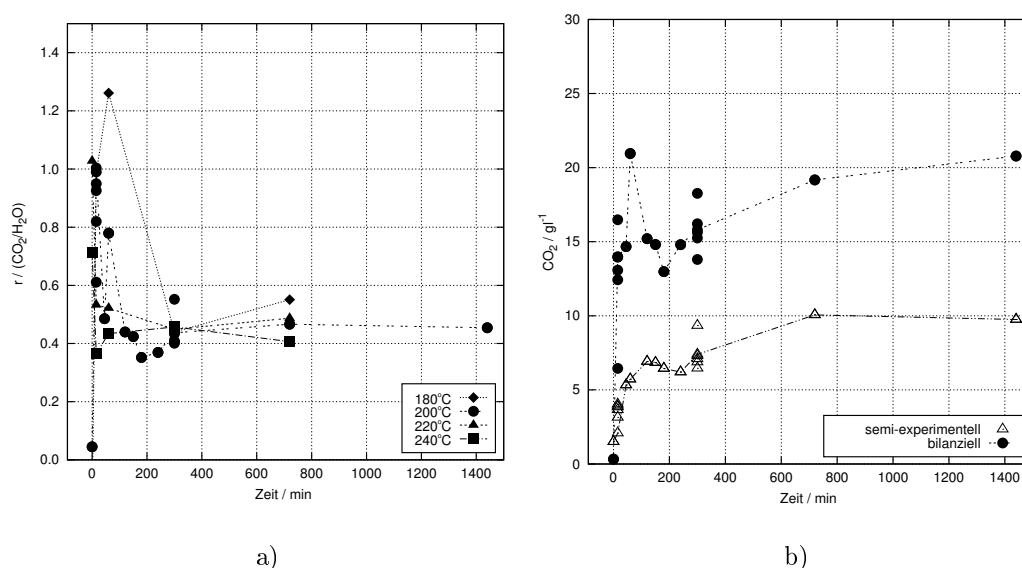 1.4
1.2
1.0
0.8
0.6
0.4
0.2
0.0
r / (CO₂/H₂O)
0
200
400
600
800
1000
1200
1400
Zeit / min
180°C
200°C
220°C
240°C
a)
30
25
20
15
10
5
0
CO₂ / gl⁻¹
0
200
400
600
800
1000
1200
1400
Zeit / min
semi-experimentell
bilanziell
b)